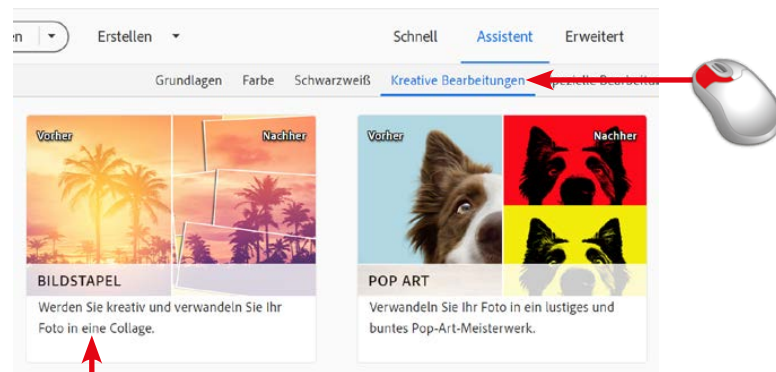 en Erstellen
Schnell Assistent Erweitert
Grundlagen Farbe Schwarzweiß Kreative Bearbeitungen
Vorher Nachher
Vorher Nachher
BILDSTAPEL
Werden Sie kreativ und verwandeln Sie Ihr
Foto in eine Collage.
POP ART
Verwandeln Sie Ihr Foto in ein lustiges und
buntes Pop-Art-Meisterwerk.